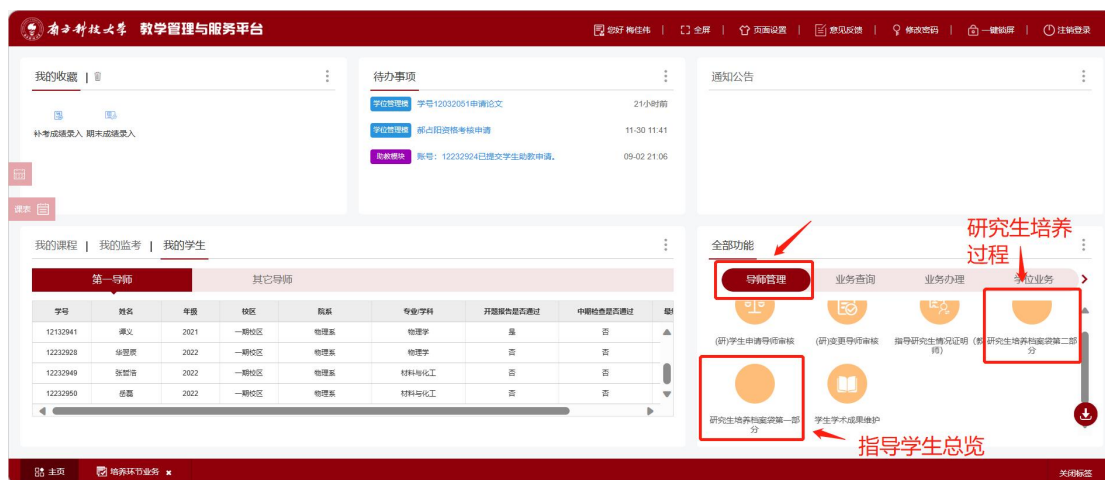 南方科技大学 教学管理与服务平台
您好 梅佳伟 | 全屏 | 页面设置 | 意见反馈 | 修改密码 | 一键锁屏 | 注销登录
我的收藏 |
补考成绩录入 期末成绩录入
课表
待办事项
学位管理模 学号12032051申请论文 21小时前
学位管理模 郝占阳资格考核申请 11-30 11:41
助教模块 账号：12232924已提交学生助教申请。 09-02 21:06
通知公告
我的课程 | 我的监考 | 我的学生
第一导师 其它导师
学号 姓名 年级 校区 院系 专业/学科 开题报告是否通过 中期检查是否通过
12132941 谭义 2021 一期校区 物理系 物理学 是 否
12232928 华翌辰 2022 一期校区 物理系 物理学 否 否
12232949 张哲浩 2022 一期校区 物理系 材料与化工 否 否
12232950 岳磊 2022 一期校区 物理系 材料与化工 否 否
全部功能
研究生培养
过程
导师管理 业务查询 业务办理 学位业务
(研)学生申请导师审核 (研)变更导师审核 指导研究生情况证明（教
师） 研究生培养档案袋第二部
分
研究生培养档案袋第一部
分 学生学术成果维护
指导学生总览
主页 培养环节业务 关闭标签